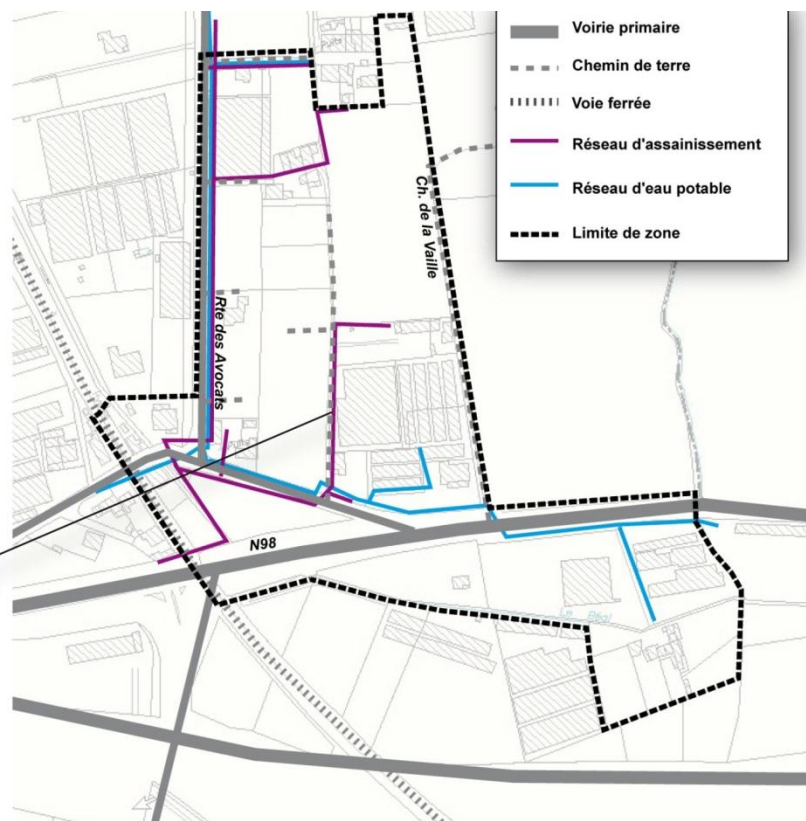 Voirie primaire
Chemin de terre
Voie ferrée
Réseau d'assainissement
Réseau d'eau potable
Limite de zone
Puits
Ch. de la Vaille
Rte des Avocats
N98